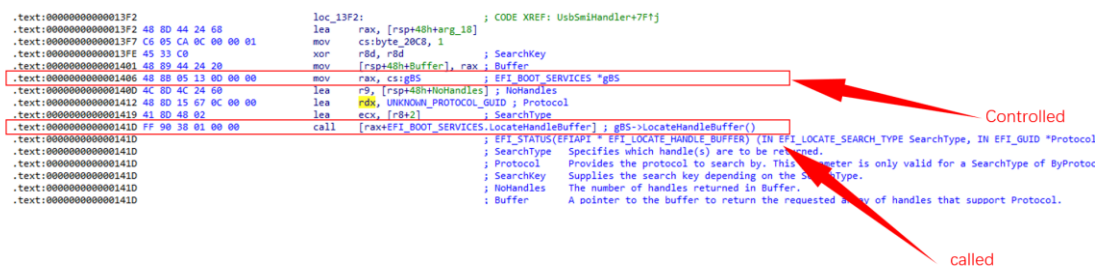 .text:00000000000013F2 loc_13F2: ; CODE XREF: UsbSmiHandler+7F↑j
.text:00000000000013F2 48 8D 44 24 68 lea rax, [rsp+48h+arg_18]
.text:00000000000013F7 C6 05 CA 0C 00 00 01 mov cs:byte_20C8, 1
.text:00000000000013FE 45 33 C0 xor r8d, r8d ; SearchKey
.text:0000000000001401 48 89 44 24 20 mov [rsp+48h+Buffer], rax ; Buffer
.text:0000000000001406 48 8B 05 13 0D 00 00 mov rax, cs:gBS ; EFI_BOOT_SERVICES *gBS
.text:000000000000140D 4C 8D 4C 24 60 lea r9, [rsp+48h+NoHandles] ; NoHandles
.text:0000000000001412 48 8D 15 67 0C 00 00 lea rdx, UNKNOWN_PROTOCOL_GUID ; Protocol
.text:0000000000001419 41 8D 48 02 lea ecx, [r8+2] ; SearchType
Controlled
.text:000000000000141D FF 90 38 01 00 00 call [rax+EFI_BOOT_SERVICES.LocateHandleBuffer] ; gBS->LocateHandleBuffer()
.text:000000000000141D ; EFI_STATUS(EFIAPI * EFI_LOCATE_HANDLE_BUFFER) (IN EFI_LOCATE_SEARCH_TYPE SearchType, IN EFI_GUID *Protocol
.text:000000000000141D ; SearchType Specifies which handle(s) are to be returned.
.text:000000000000141D ; Protocol Provides the protocol to search by. This parameter is only valid for a SearchType of ByProtoc
.text:000000000000141D ; SearchKey Supplies the search key depending on the SearchType.
.text:000000000000141D ; NoHandles The number of handles returned in Buffer.
.text:000000000000141D ; Buffer A pointer to the buffer to return the requested array of handles that support Protocol.
called